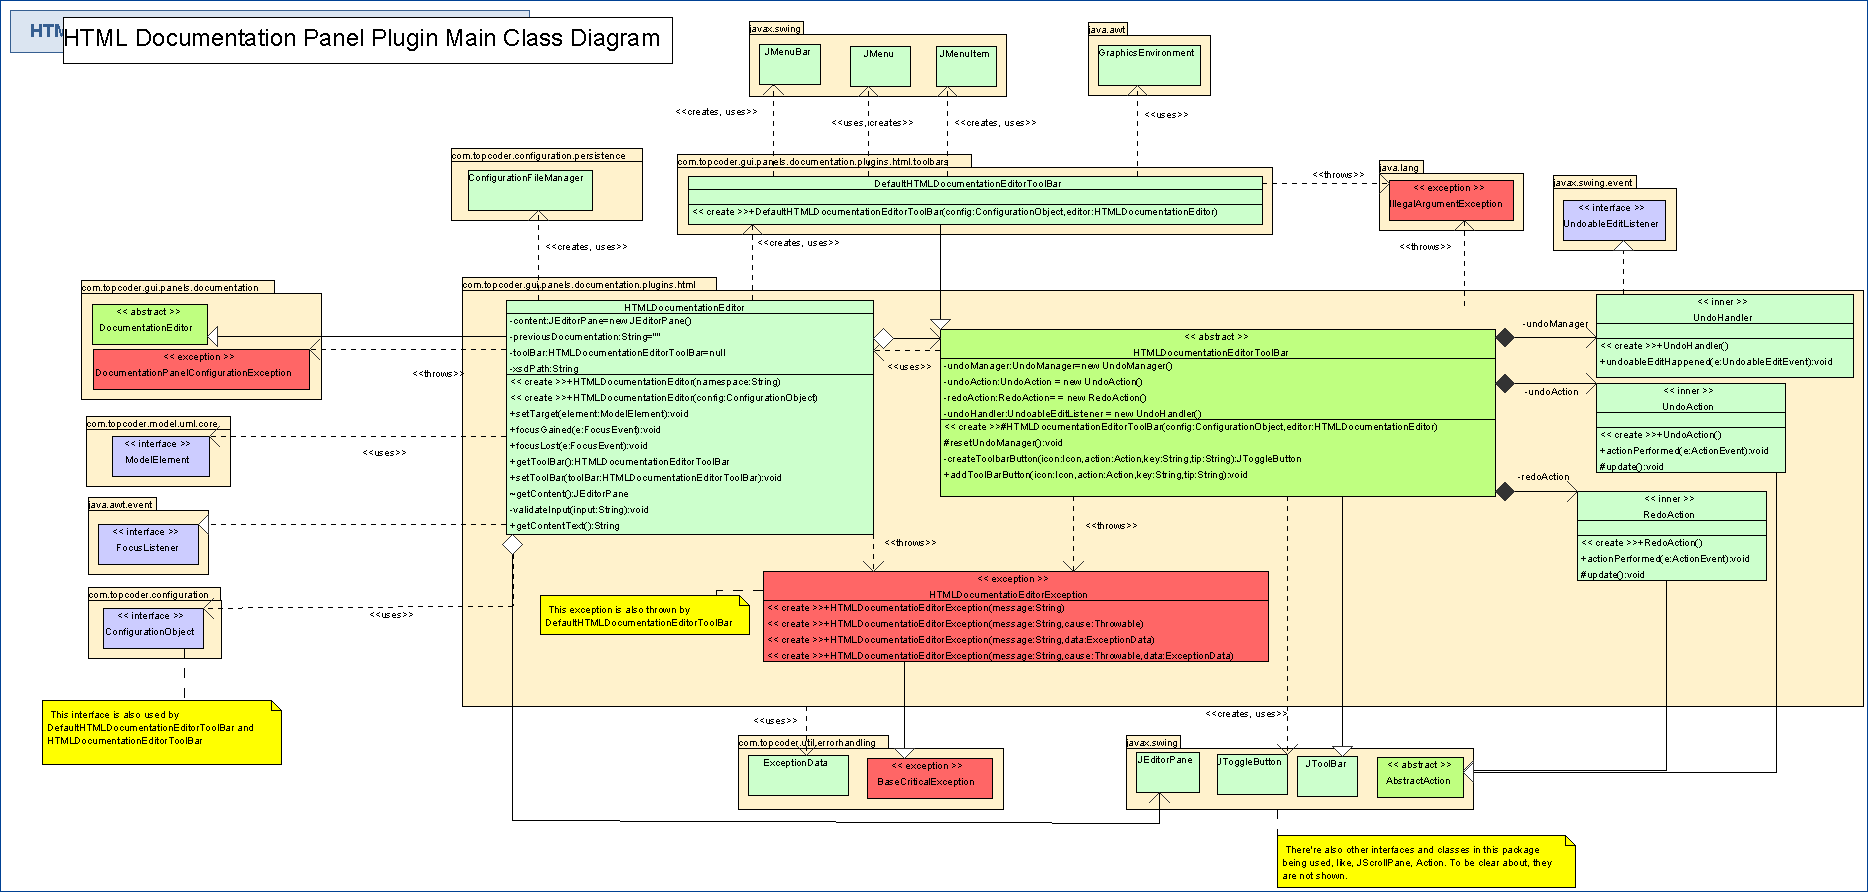 HTM
HTML Documentation Panel Plugin Main Class Diagram
javax.swing
JMenuBar
JMenu
JMenuItem
java.awt
GraphicsEnvironment
<<creates, uses>>
<<uses, creates>>
<<creates, uses>>
<<uses>>
com.topcoder.configuration.persistence
ConfigurationFileManager
com.topcoder.gui.panels.documentation.plugins.html.toolbars
DefaultHTMLDocumentationEditorToolBar
<< create >>+DefaultHTMLDocumentationEditorToolBar(config:ConfigurationObject,editor:HTMLDocumentationEditor)
<<throws>>
java.lang
<< exception >>
IllegalArgumentException
javax.swing.event
<< interface >>
UndoableEditListener
<<creates, uses>>
<<creates, uses>>
<<throws>>
com.topcoder.gui.panels.documentation
<< abstract >>
DocumentationEditor
<< exception >>
DocumentationPanelConfigurationException
<<throws>>
com.topcoder.gui.panels.documentation.plugins.html
HTMLDocumentationEditor
-content:JEditorPane=new JEditorPane()
-previousDocumentation:String=""
-toolBar:HTMLDocumentationEditorToolBar=null
-xsdPath:String
<< create >>+HTMLDocumentationEditor(namespace:String)
<< create >>+HTMLDocumentationEditor(config:ConfigurationObject)
+setTarget(element:ModelElement):void
+focusGained(e:FocusEvent):void
+focusLost(e:FocusEvent):void
+getToolBar():HTMLDocumentationEditorToolBar
+setToolBar(toolBar:HTMLDocumentationEditorToolBar):void
~getContent():JEditorPane
-validateInput(input:String):void
+getContentText():String
<<uses>>
<< abstract >>
HTMLDocumentationEditorToolBar
-undoManager:UndoManager=new UndoManager()
-undoAction:UndoAction = new UndoAction()
-redoAction:RedoAction= = new RedoAction()
-undoHandler:UndoableEditListener = new UndoHandler()
<< create >>#HTMLDocumentationEditorToolBar(config:ConfigurationObject,editor:HTMLDocumentationEditor)
#resetUndoManager():void
-createToolbarButton(icon:Icon,action:Action,key:String,tip:String):JToggleButton
+addToolBarButton(icon:Icon,action:Action,key:String,tip:String):void
-undoManager
<< inner >>
UndoHandler
<< create >>+UndoHandler()
+undoableEditHappened(e:UndoableEditEvent):void
-undoAction
<< inner >>
UndoAction
<< create >>+UndoAction()
+actionPerformed(e:ActionEvent):void
#update():void
-redoAction
<< inner >>
RedoAction
<< create >>+RedoAction()
+actionPerformed(e:ActionEvent):void
#update():void
com.topcoder.model.uml.core
<< interface >>
ModelElement
<<uses>>
java.awt.event
<< interface >>
FocusListener
com.topcoder.configuration
<< interface >>
ConfigurationObject
<<uses>>
<<throws>>
<<throws>>
This exception is also thrown by
DefaultHTMLDocumentationEditorToolBar
<< exception >>
HTMLDocumentatioEditorException
<< create >>+HTMLDocumentatioEditorException(message:String)
<< create >>+HTMLDocumentatioEditorException(message:String,cause:Throwable)
<< create >>+HTMLDocumentatioEditorException(message:String,data:ExceptionData)
<< create >>+HTMLDocumentatioEditorException(message:String,cause:Throwable,data:ExceptionData)
This interface is also used by
DefaultHTMLDocumentationEditorToolBar and
HTMLDocumentationEditorToolBar
<<uses>>
<<creates, uses>>
com.topcoder.util.errorhandling
ExceptionData
<< exception >>
BaseCriticalException
javax.swing
JEditorPane
JToggleButton
JToolBar
<< abstract >>
AbstractAction
There're also other interfaces and classes in this package
being used, like, JScrollPane, Action. To be clear about, they
are not shown.